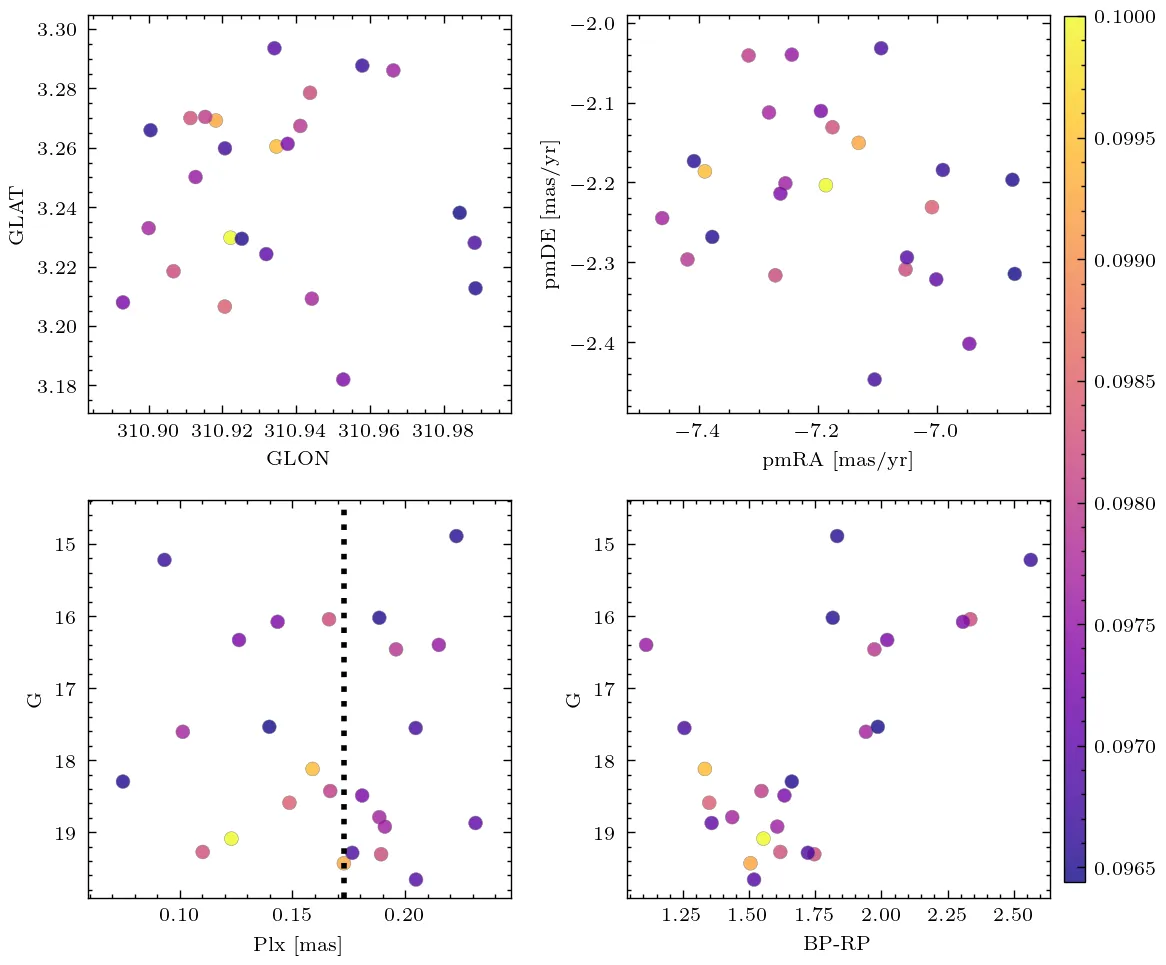 3.30
3.28
3.26
3.24
3.22
3.20
3.18
GLAT
310.90 310.92 310.94 310.96 310.98
GLON
−2.0
−2.1
−2.2
−2.3
−2.4
pmDE [mas/yr]
−7.4 −7.2 −7.0
pmRA [mas/yr]
0.1000
0.0995
0.0990
0.0985
0.0980
0.0975
0.0970
0.0965
15
16
17
18
19
G
0.10 0.15 0.20
Plx [mas]
15
16
17
18
19
G
1.25 1.50 1.75 2.00 2.25 2.50
BP-RP